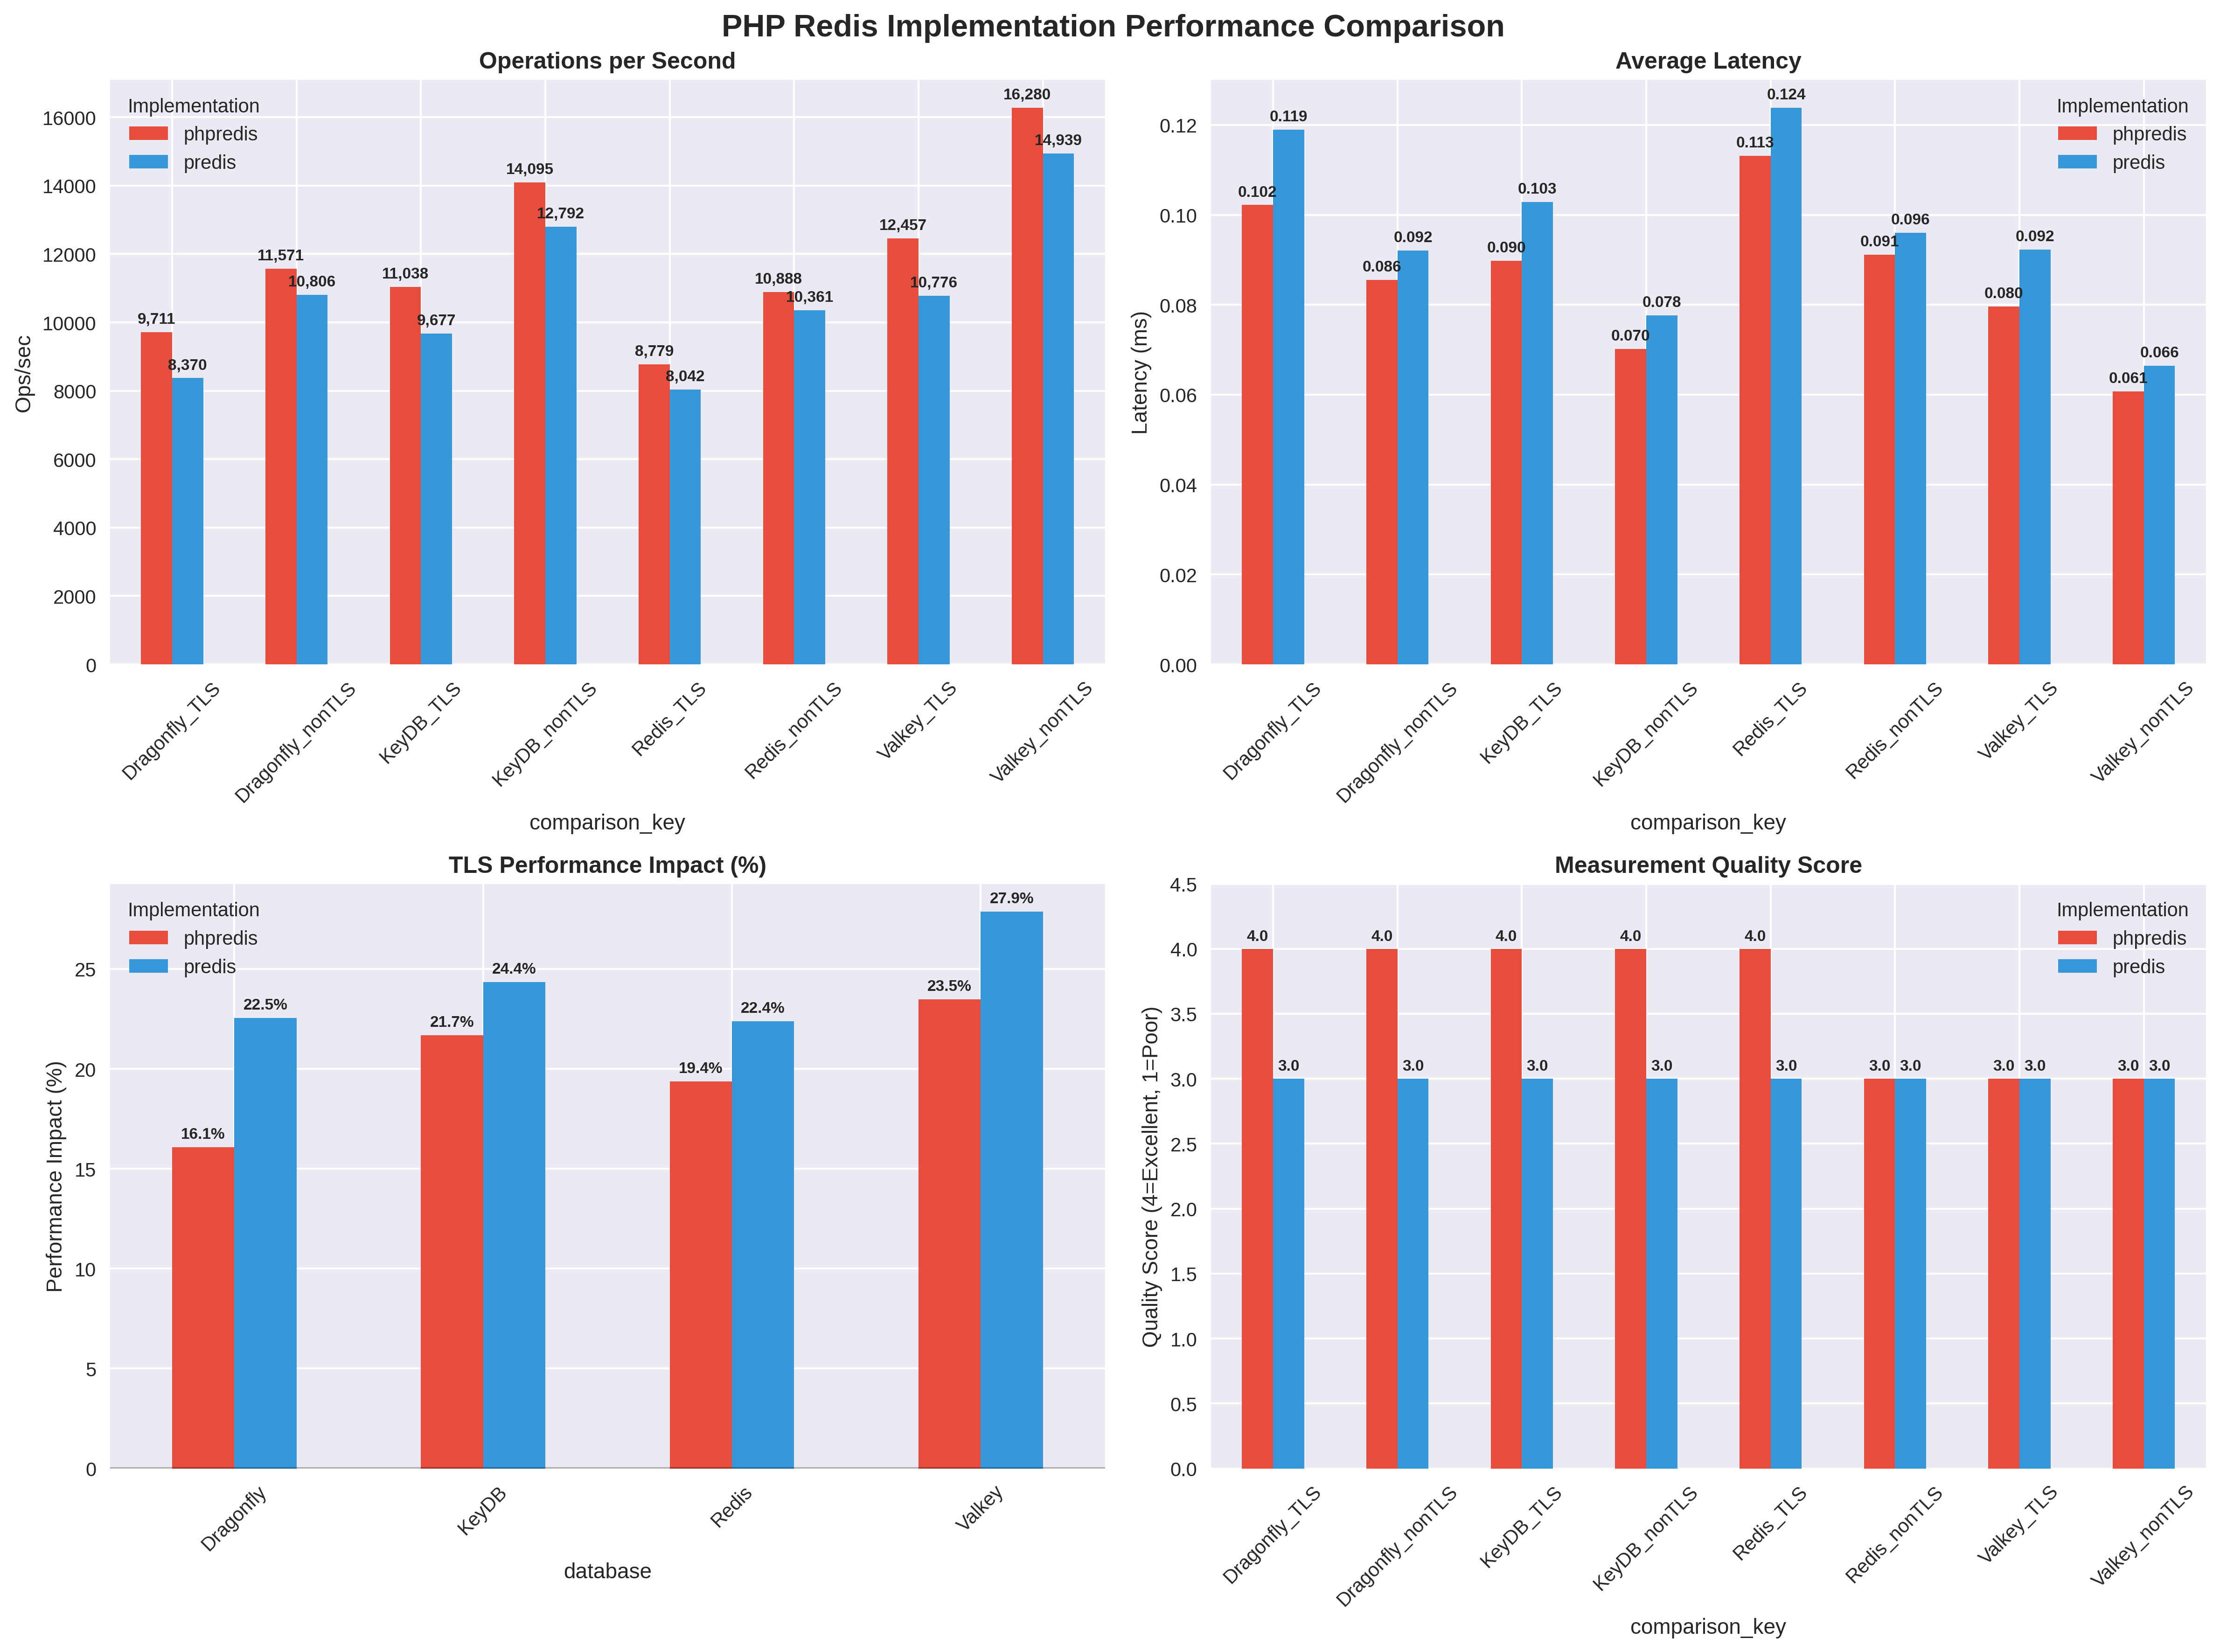 PHP Redis Implementation Performance Comparison
Operations per Second
Implementation
phpredis
predis
Ops/sec
16000
14000
12000
10000
8000
6000
4000
2000
0
9,711
8,370
11,571
10,806
11,038
9,677
14,095
12,792
8,779
8,042
10,888
10,361
12,457
10,776
16,280
14,939
Dragonfly_TLS
Dragonfly_nonTLS
KeyDB_TLS
KeyDB_nonTLS
Redis_TLS
Redis_nonTLS
Valkey_TLS
Valkey_nonTLS
comparison_key
Average Latency
Implementation
phpredis
predis
Latency (ms)
0.12
0.10
0.08
0.06
0.04
0.02
0.00
0.102
0.119
0.086
0.092
0.090
0.103
0.070
0.078
0.113
0.124
0.091
0.096
0.080
0.092
0.061
0.066
Dragonfly_TLS
Dragonfly_nonTLS
KeyDB_TLS
KeyDB_nonTLS
Redis_TLS
Redis_nonTLS
Valkey_TLS
Valkey_nonTLS
comparison_key
TLS Performance Impact (%)
Implementation
phpredis
predis
Performance Impact (%)
25
20
15
10
5
0
16.1%
22.5%
21.7%
24.4%
19.4%
22.4%
23.5%
27.9%
Dragonfly
KeyDB
Redis
Valkey
database
Measurement Quality Score
Implementation
phpredis
predis
Quality Score (4=Excellent, 1=Poor)
4.5
4.0
3.5
3.0
2.5
2.0
1.5
1.0
0.5
0.0
4.0
3.0
4.0
3.0
4.0
3.0
4.0
3.0
4.0
3.0
3.0
3.0
3.0
3.0
3.0
3.0
Dragonfly_TLS
Dragonfly_nonTLS
KeyDB_TLS
KeyDB_nonTLS
Redis_TLS
Redis_nonTLS
Valkey_TLS
Valkey_nonTLS
comparison_key